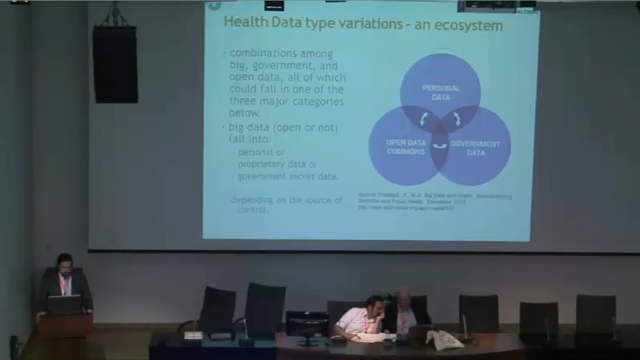 Health Data type variations - an ecosystem
combinations among
big, government, and
open data, all of which
could fall in one of the
three major categories
below.
big data (open or not)
fall into:
- personal or
- proprietary data or
- government secret data.
depending on the source of
control.
PERSONAL
DATA
OPEN DATA
COMMONS
GOVERNMENT
DATA